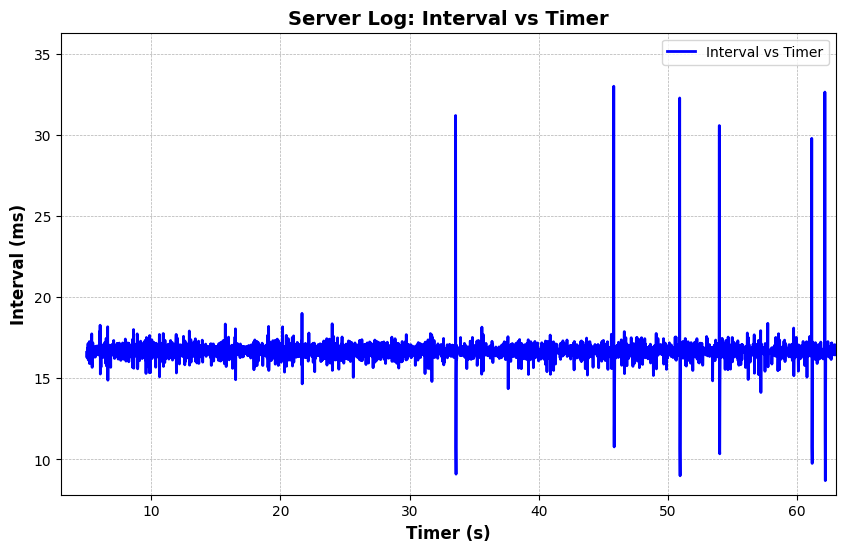 Server Log: Interval vs Timer
Interval vs Timer
35
30
25
20
15
10
Interval (ms)
10 20 30 40 50 60
Timer (s)